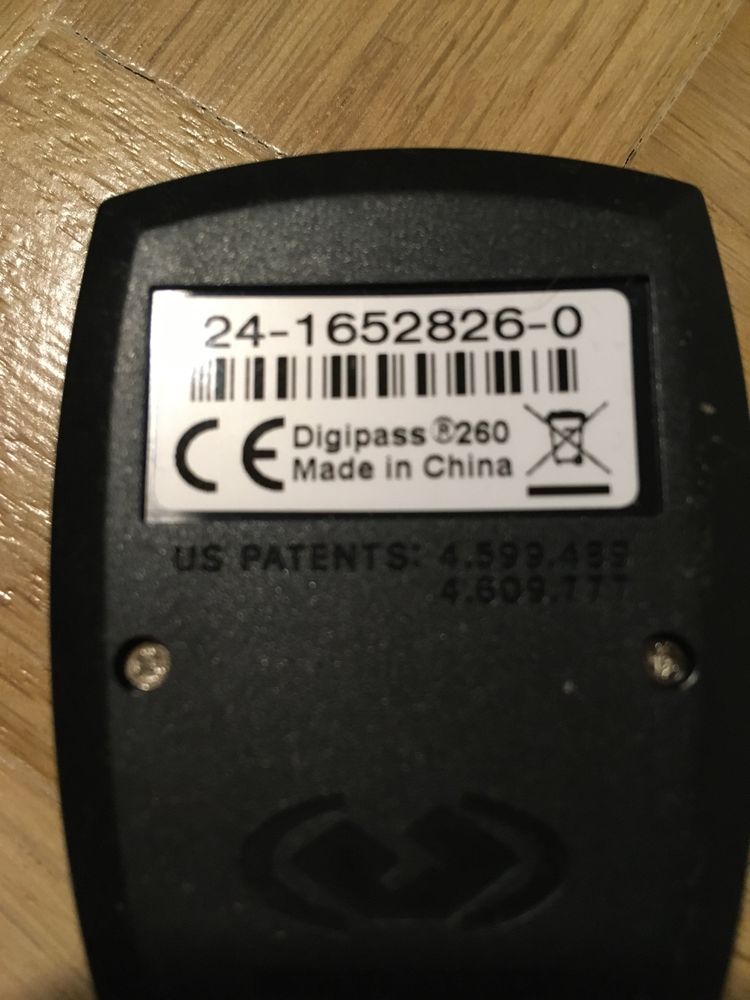 24-1652826-0
CE Digipass®260
Made in China
US PATENTS: 4.599.489
4.609.777